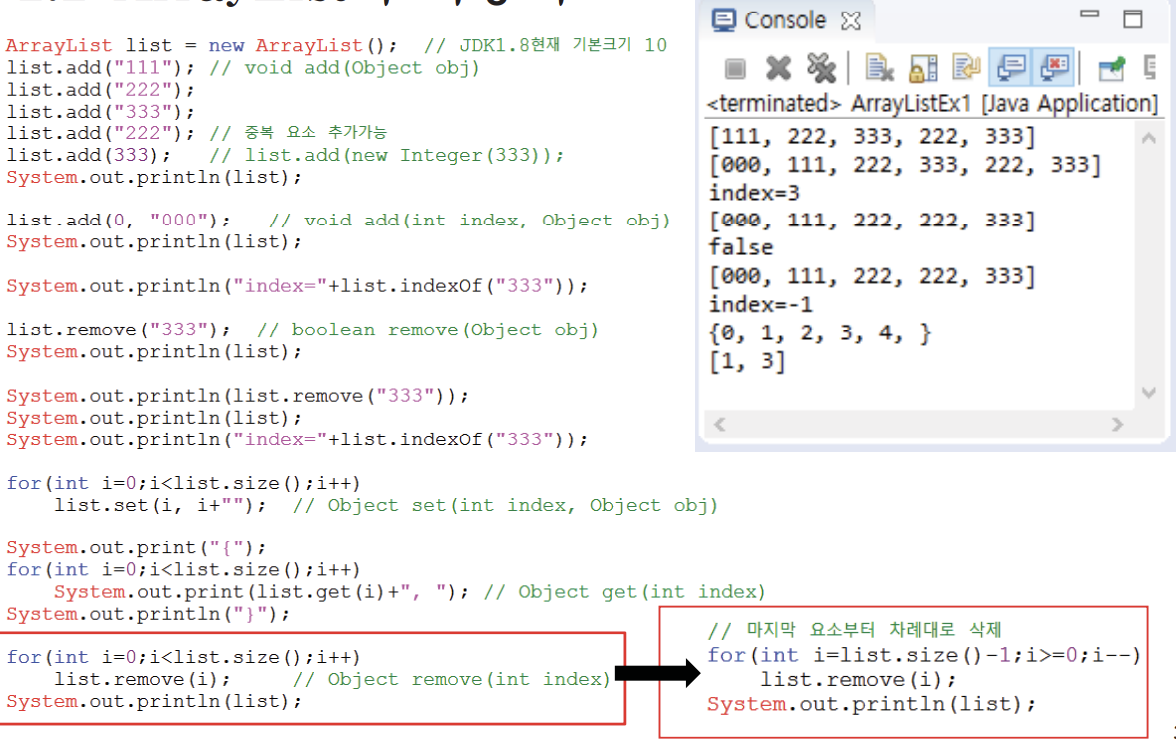 ArrayList list = new ArrayList(); // JDK1.8현재 기본크기 10
list.add("111"); // void add(Object obj)
list.add("222");
list.add("333");
list.add("222"); // 중복 요소 추가가능
list.add(333);   // list.add(new Integer(333));
System.out.println(list);
list.add(0, "000");   // void add(int index, Object obj)
System.out.println(list);
System.out.println("index="+list.indexOf("333"));
list.remove("333");  // boolean remove(Object obj)
System.out.println(list);
System.out.println(list.remove("333"));
System.out.println(list);
System.out.println("index="+list.indexOf("333"));
for(int i=0;i<list.size();i++)
    list.set(i, i+"");  // Object set(int index, Object obj)
System.out.print("{");
for(int i=0;i<list.size();i++)
    System.out.print(list.get(i)+", "); // Object get(int index)
System.out.println("}");
for(int i=0;i<list.size();i++)
    list.remove(i);     // Object remove(int index)
System.out.println(list);
// 마지막 요소부터 차례대로 삭제
for(int i=list.size()-1;i>=0;i--)
    list.remove(i);
System.out.println(list);
Console
<terminated> ArrayListEx1 [Java Application]
[111, 222, 333, 222, 333]
[000, 111, 222, 333, 222, 333]
index=3
[000, 111, 222, 222, 333]
false
[000, 111, 222, 222, 333]
index=-1
{0, 1, 2, 3, 4, }
[1, 3]